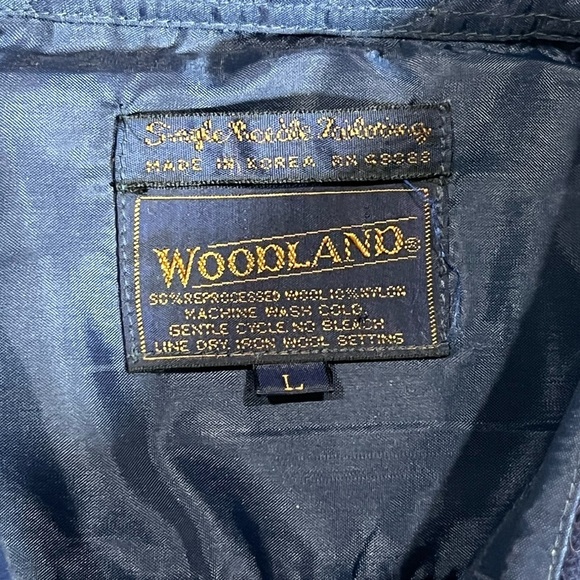 Single Needle Tailoring
MADE IN KOREA RN
WOODLAND®
90% REPROCESSED WOOL 10% NYLON
MACHINE WASH COLD,
GENTLE CYCLE, NO BLEACH
LINE DRY, IRON WOOL SETTING
L